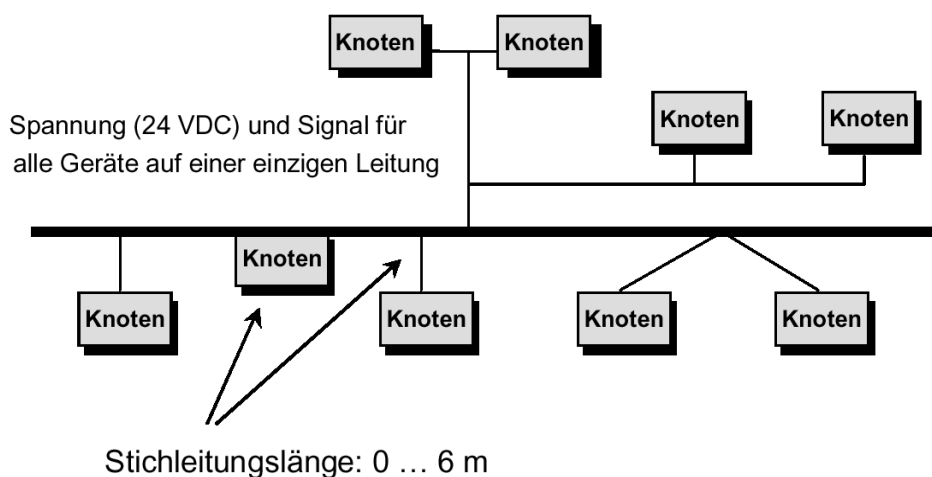 Knoten Knoten
Knoten Knoten
Spannung (24 VDC) und Signal für
alle Geräte auf einer einzigen Leitung
Knoten
Knoten Knoten Knoten Knoten
Stichleitungslänge: 0 … 6 m